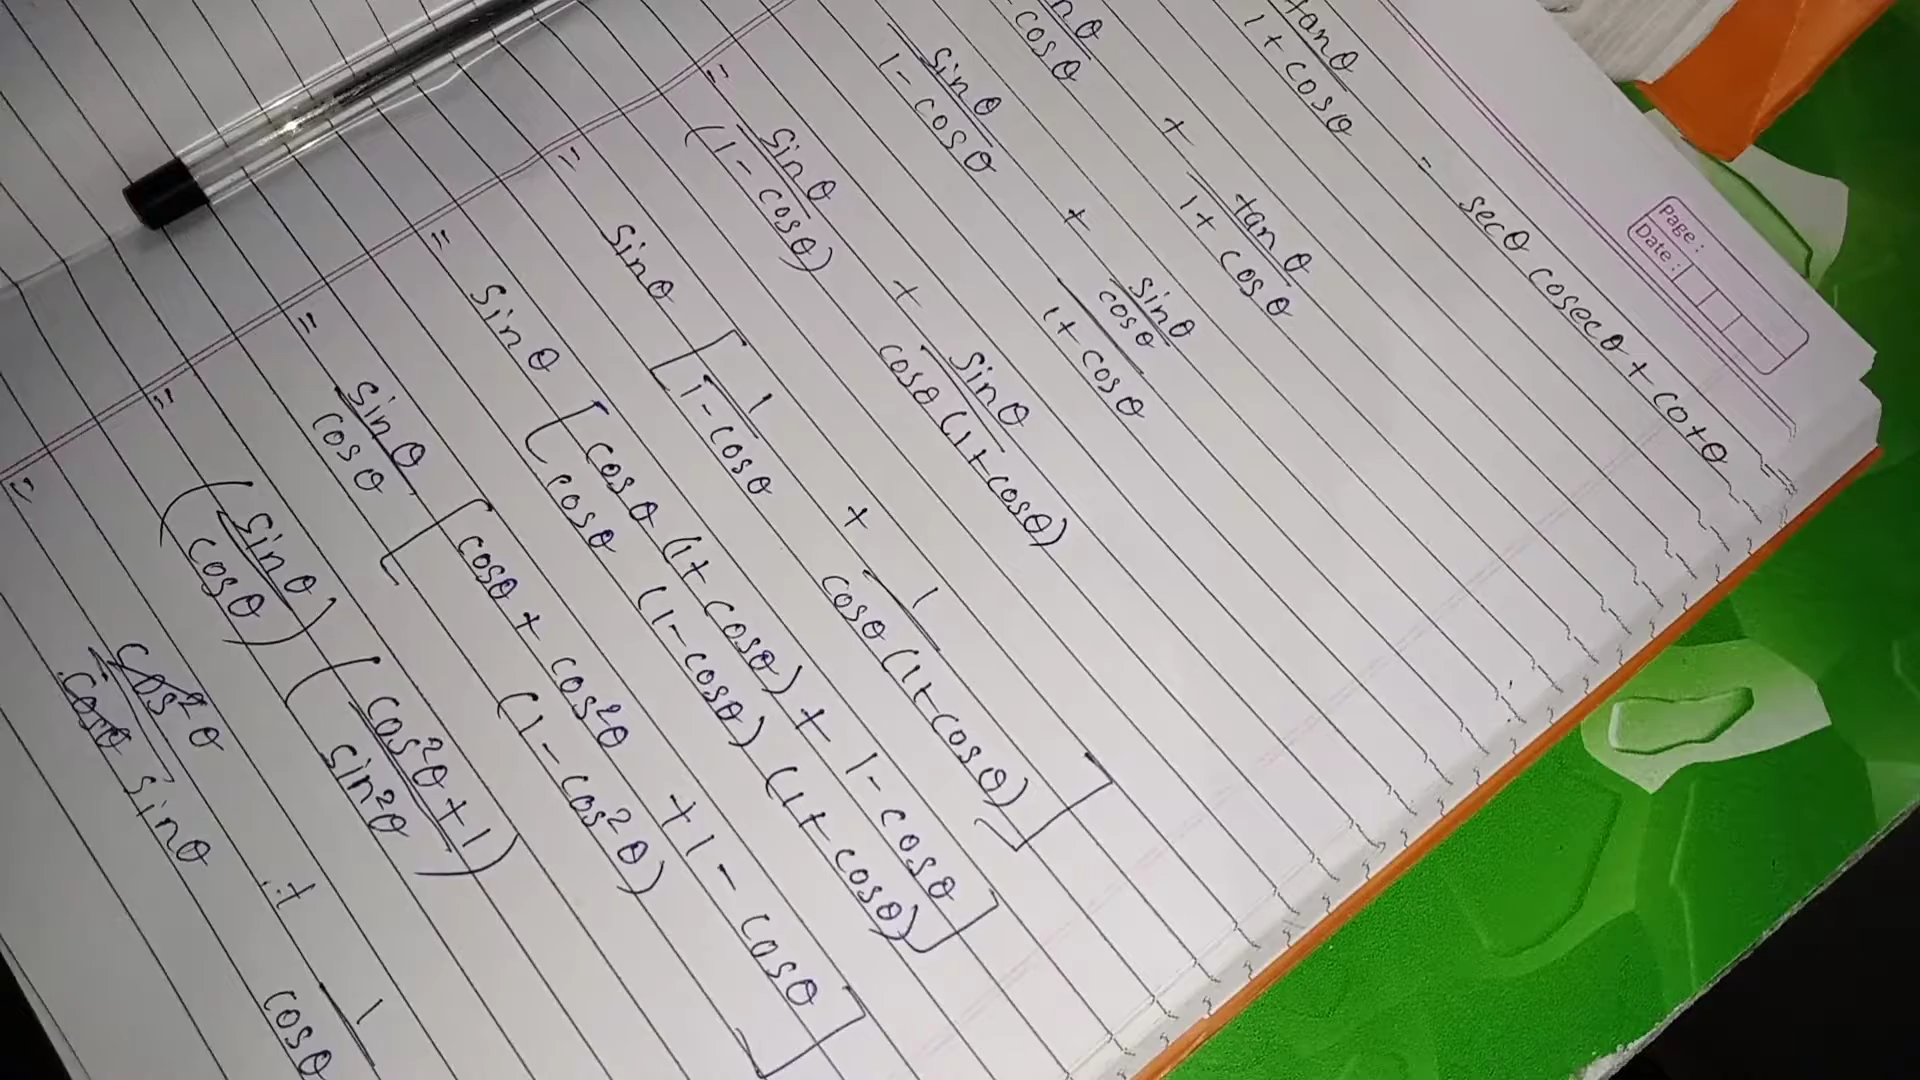 Page :
Date :
tanθ / 1 + cosθ = secθ cosecθ + cotθ
nθ / - cosθ + tanθ / 1 + cosθ
sinθ / 1 - cosθ + sinθ / cosθ / 1 + cosθ
= sinθ / (1 - cosθ) + sinθ / cosθ (1 + cosθ)
= sinθ [ 1 / 1 - cosθ + 1 / cosθ (1 + cosθ) ]
= sinθ [ cosθ (1 + cosθ) + 1 - cosθ / cosθ (1 - cosθ) (1 + cosθ) ]
= sinθ / cosθ [ cosθ + cos²θ + 1 - cosθ / (1 - cos²θ) ]
= ( sinθ / cosθ ) ( cos²θ + 1 / sin²θ )
= cos²θ / cosθ sinθ + 1 / cosθ